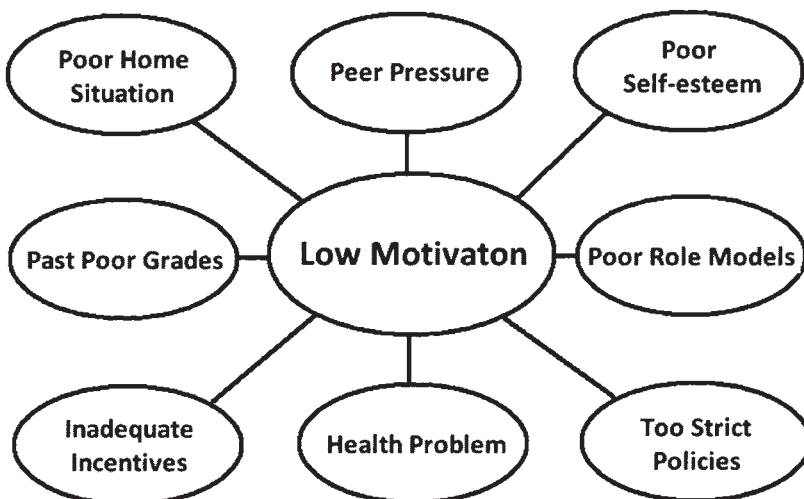 Poor Home
Situation
Peer Pressure
Poor
Self-esteem
Past Poor Grades
Low Motivaton
Poor Role Models
Inadequate
Incentives
Health Problem
Too Strict
Policies